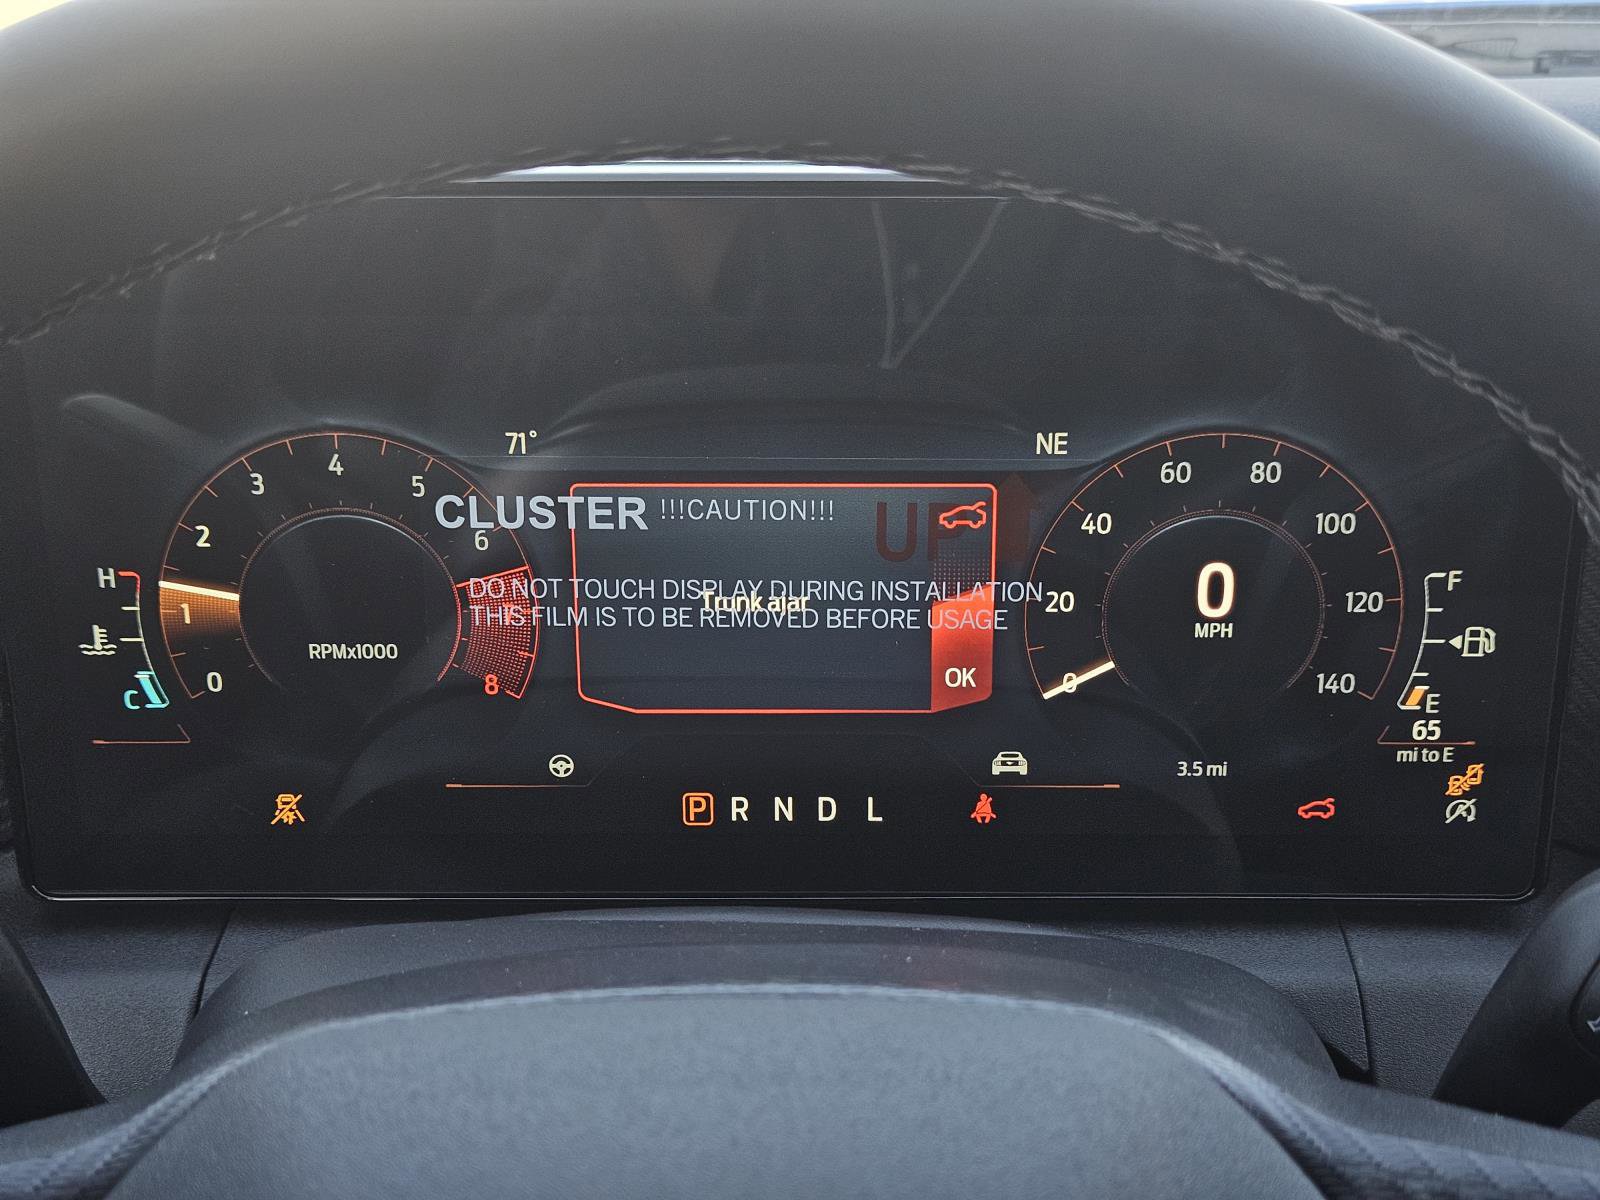 71°
NE
CLUSTER !!!CAUTION!!!
UP
DO NOT TOUCH DISPLAY DURING INSTALLATION
Trunk ajar
THIS FILM IS TO BE REMOVED BEFORE USAGE
OK
0
1
2
3
4
5
6
8
RPMx1000
H
C
0
20
40
60
80
100
120
140
0
MPH
F
E
65
mi to E
3.5 mi
P R N D L